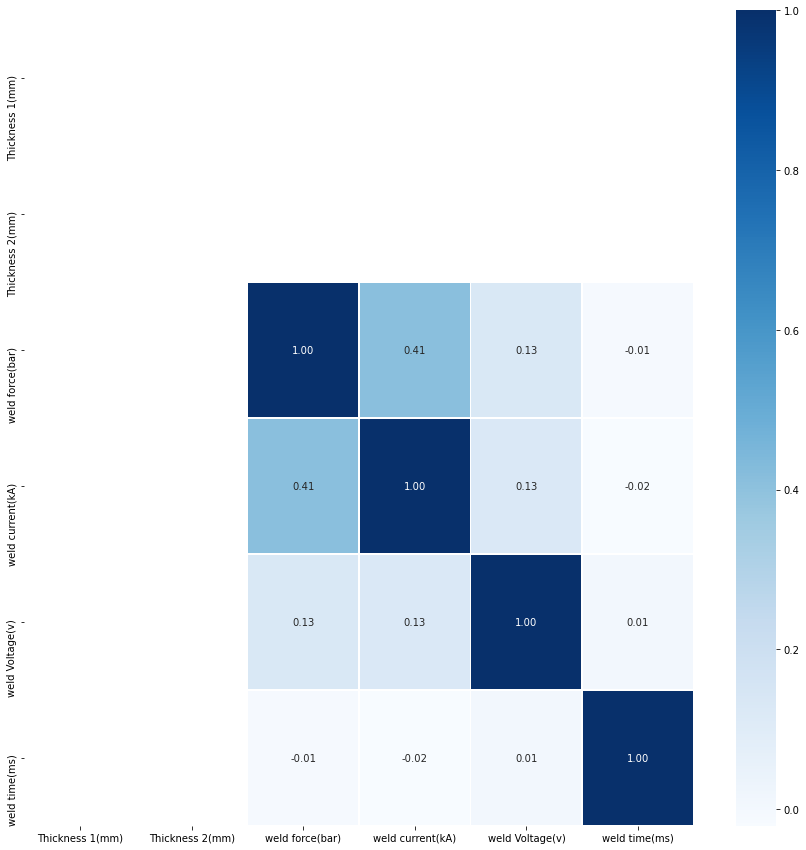 Thickness 1(mm)
Thickness 2(mm)
weld force(bar)
weld current(kA)
weld Voltage(v)
weld time(ms)
1.00 0.41 0.13 -0.01
0.41 1.00 0.13 -0.02
0.13 0.13 1.00 0.01
-0.01 -0.02 0.01 1.00
Thickness 1(mm) Thickness 2(mm) weld force(bar) weld current(kA) weld Voltage(v) weld time(ms)
1.0
0.8
0.6
0.4
0.2
0.0